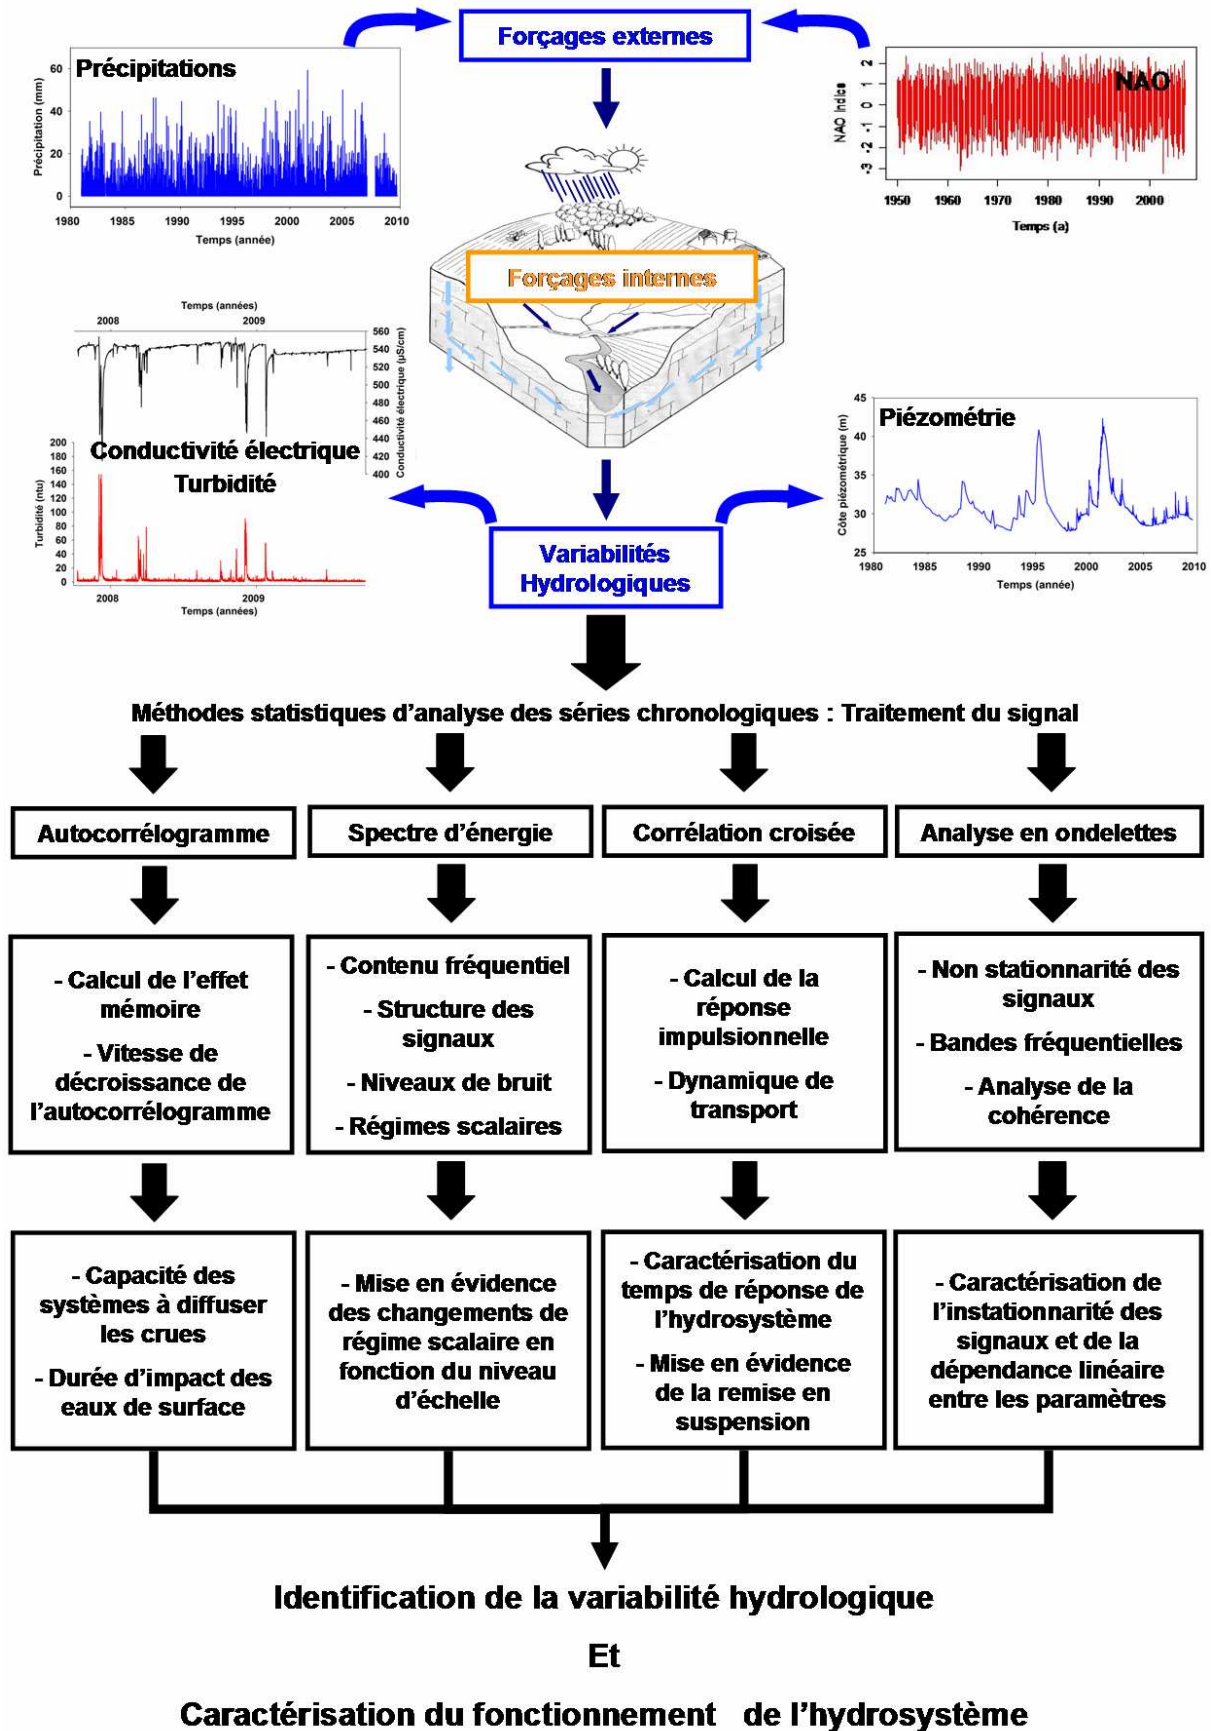 Forçages externes
Précipitations
Précipitation (mm)
60
40
20
0
1980 1985 1990 1995 2000 2005 2010
Temps (année)
NAO
NAO Indice
2
1
0
-1
-2
-3
1950 1960 1970 1980 1990 2000
Temps (a)
Forçages internes
Temps (années)
2008 2009
560
540
520
500
480
460
440
420
400
Conductivité électrique (µS/cm)
Conductivité électrique
Turbidité
Turbidité (ntu)
200
180
160
140
120
100
80
60
40
20
0
2008 2009
Temps (années)
Piézométrie
Côte piézométrique (m)
45
40
35
30
25
1980 1985 1990 1995 2000 2005 2010
Temps (année)
Variabilités
Hydrologiques
Méthodes statistiques d'analyse des séries chronologiques : Traitement du signal
Autocorrélogramme
Spectre d'énergie
Corrélation croisée
Analyse en ondelettes
- Calcul de l'effet
mémoire
- Vitesse de
décroissance de
l'autocorrélogramme
- Contenu fréquentiel
- Structure des
signaux
- Niveaux de bruit
- Régimes scalaires
- Calcul de la
réponse
impulsionnelle
- Dynamique de
transport
- Non stationnarité des
signaux
- Bandes fréquentielles
- Analyse de la
cohérence
- Capacité des
systèmes à diffuser
les crues
- Durée d'impact des
eaux de surface
- Mise en évidence
des changements de
régime scalaire en
fonction du niveau
d'échelle
- Caractérisation du
temps de réponse de
l'hydrosystème
- Mise en évidence
de la remise en
suspension
- Caractérisation de
l'instationnarité des
signaux et de la
dépendance linéaire
entre les paramètres
Identification de la variabilité hydrologique
Et
Caractérisation du fonctionnement de l'hydrosystème